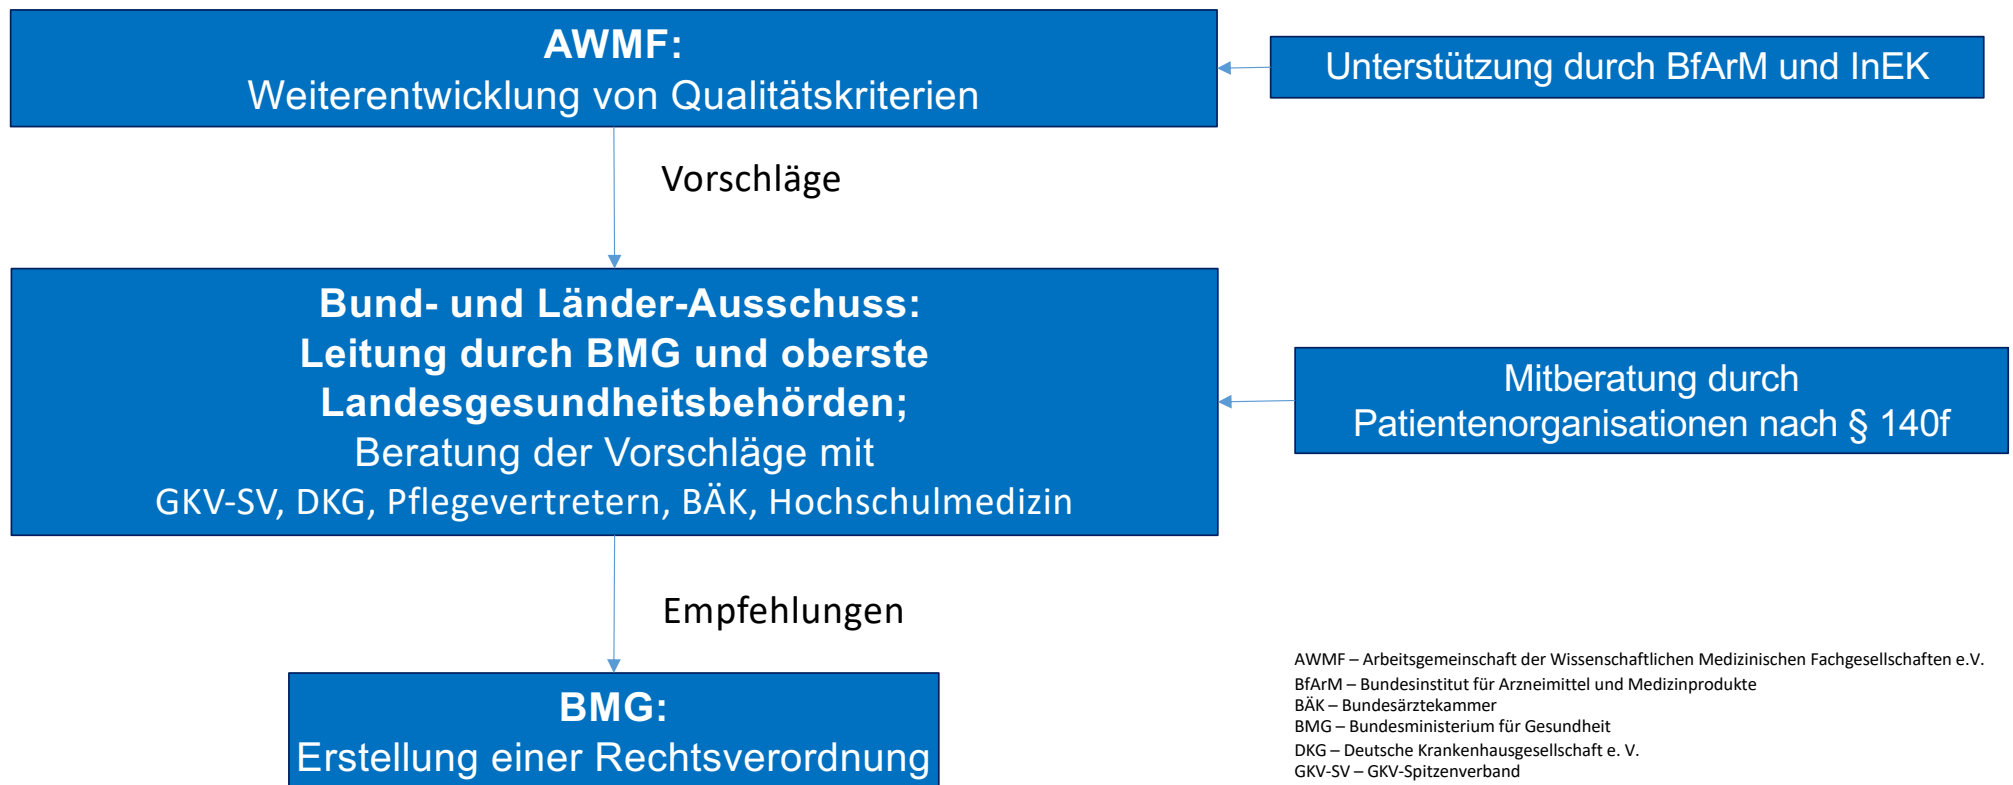 AWMF:
Weiterentwicklung von Qualitätskriterien
Unterstützung durch BfArM und InEK
Vorschläge
Bund- und Länder-Ausschuss:
Leitung durch BMG und oberste
Landesgesundheitsbehörden;
Beratung der Vorschläge mit
GKV-SV, DKG, Pflegevertretern, BÄK, Hochschulmedizin
Mitberatung durch
Patientenorganisationen nach § 140f
Empfehlungen
BMG:
Erstellung einer Rechtsverordnung
AWMF – Arbeitsgemeinschaft der Wissenschaftlichen Medizinischen Fachgesellschaften e.V.
BfArM – Bundesinstitut für Arzneimittel und Medizinprodukte
BÄK – Bundesärztekammer
BMG – Bundesministerium für Gesundheit
DKG – Deutsche Krankenhausgesellschaft e. V.
GKV-SV – GKV-Spitzenverband